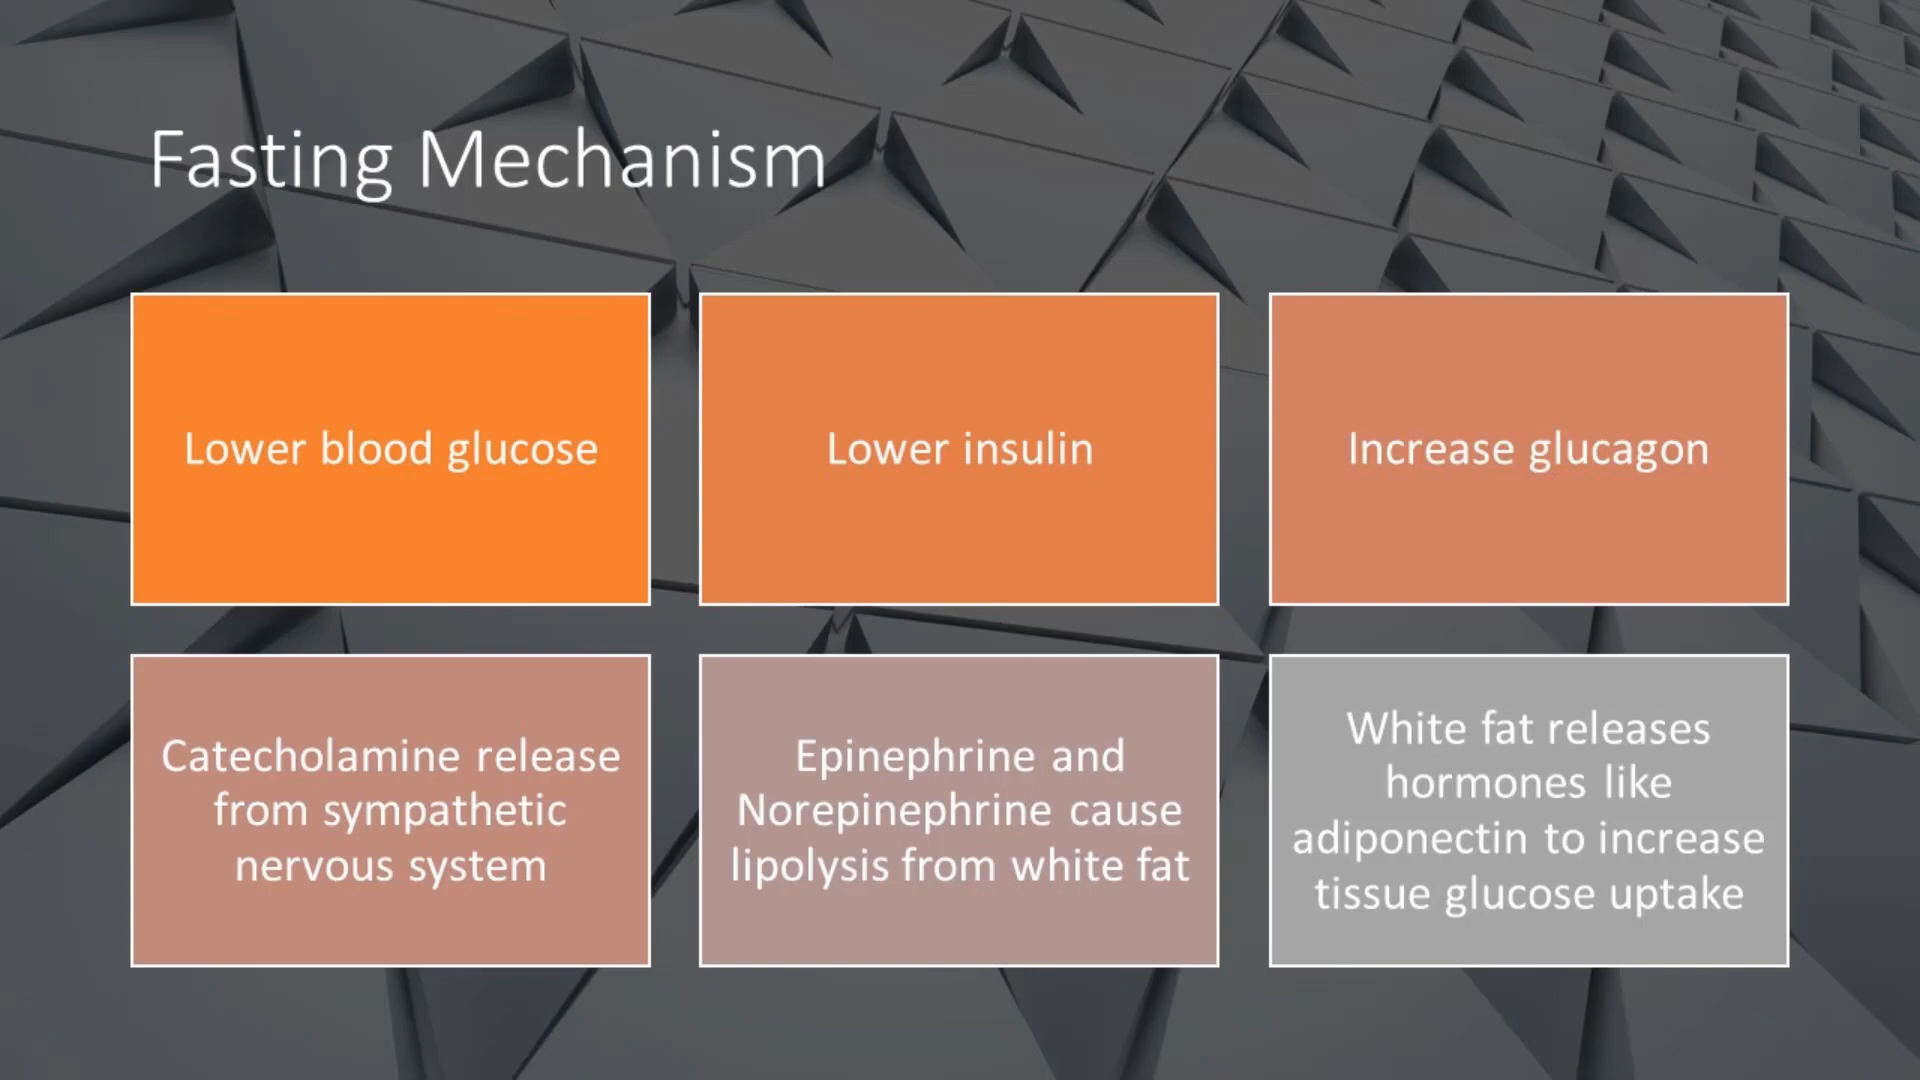 Fasting Mechanism
Lower blood glucose
Lower insulin
Increase glucagon
Catecholamine release
from sympathetic
nervous system
Epinephrine and
Norepinephrine cause
lipolysis from white fat
White fat releases
hormones like
adiponectin to increase
tissue glucose uptake